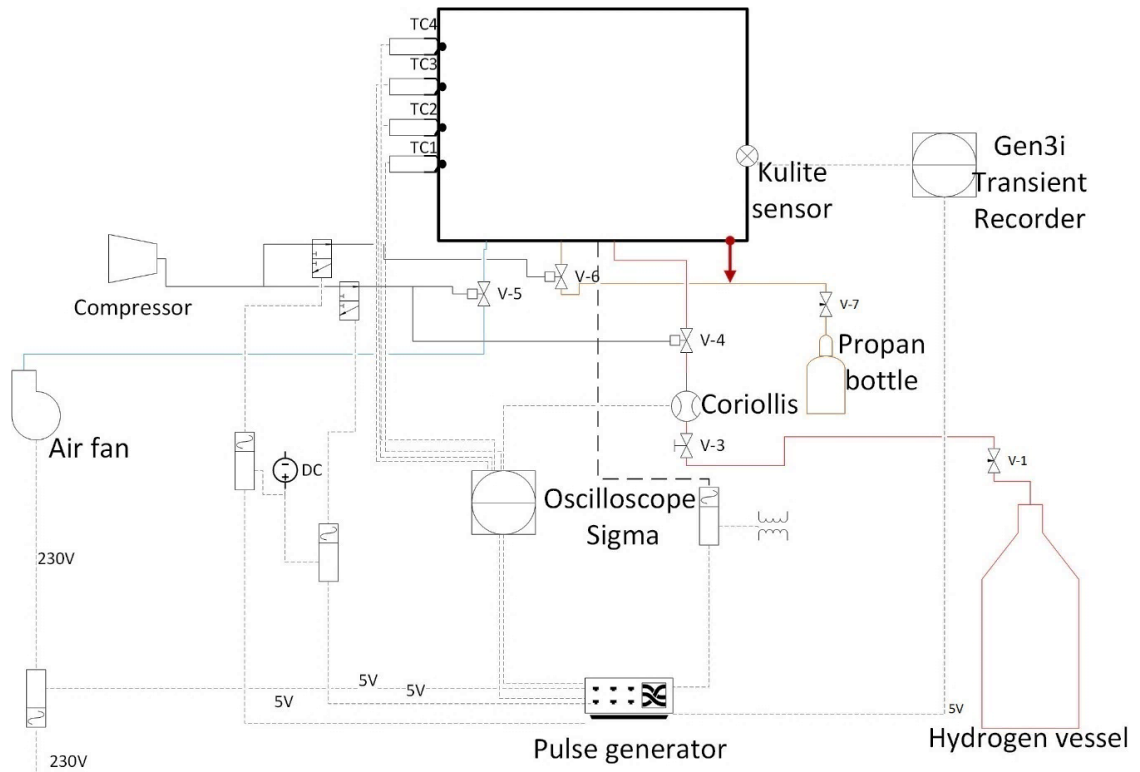 TC4
TC3
TC2
TC1
Kulite
sensor
Gen3i
Transient
Recorder
Compressor
V-5
V-6
V-7
V-4
Propan
bottle
Coriollis
Air fan
V-3
DC
V-1
Oscilloscope
Sigma
230V
5V
5V
5V
Pulse generator
Hydrogen vessel
230V